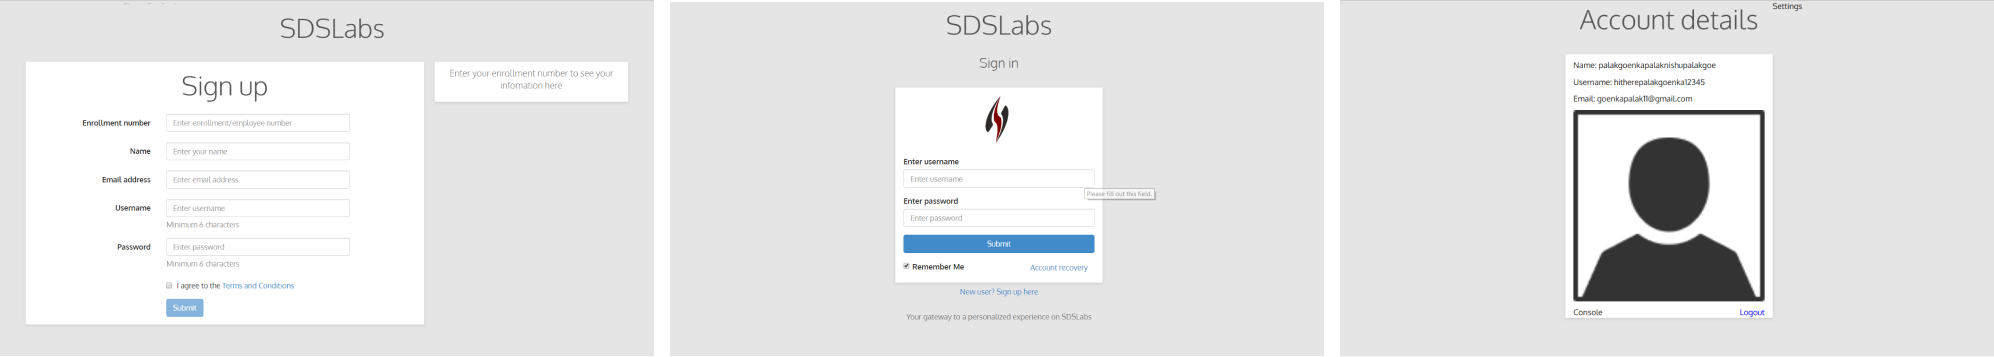 SDSLabs
Sign up
Enrollment number
Enter enrollment/employee number
Name
Enter your name
Email address
Enter email address
Username
Enter username
Minimum 6 characters
Password
Enter password
Minimum 6 characters
I agree to the Terms and Conditions
Submit
Enter your enrollment number to see your
infomation here
SDSLabs
Sign in
Enter username
Enter username
Please fill out this field.
Enter password
Enter password
Submit
Remember Me
Account recovery
New user? Sign up here
Your gateway to a personalized experience on SDSLabs
Settings
Account details
Name: palakgoenkapalaknishupalakgoe
Username: hitherepalakgoenka12345
Email: goenkapalak11@gmail.com
Console
Logout